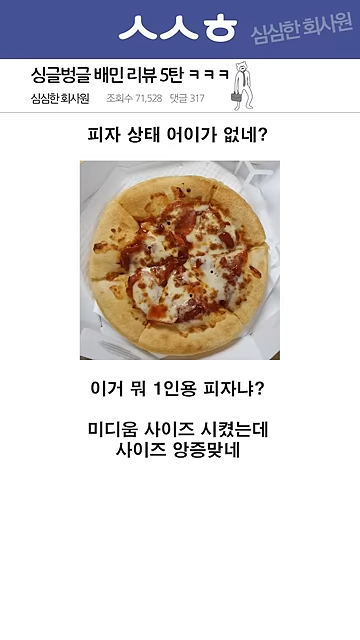 ㅅㅅㅎ
심심한 회사원
싱글벙글 배민 리뷰 5탄 ㅋㅋㅋ
심심한 회사원 조회수 71,528 댓글 317
피자 상태 어이가 없네?
이거 뭐 1인용 피자냐?
미디움 사이즈 시켰는데
사이즈 앙증맞네